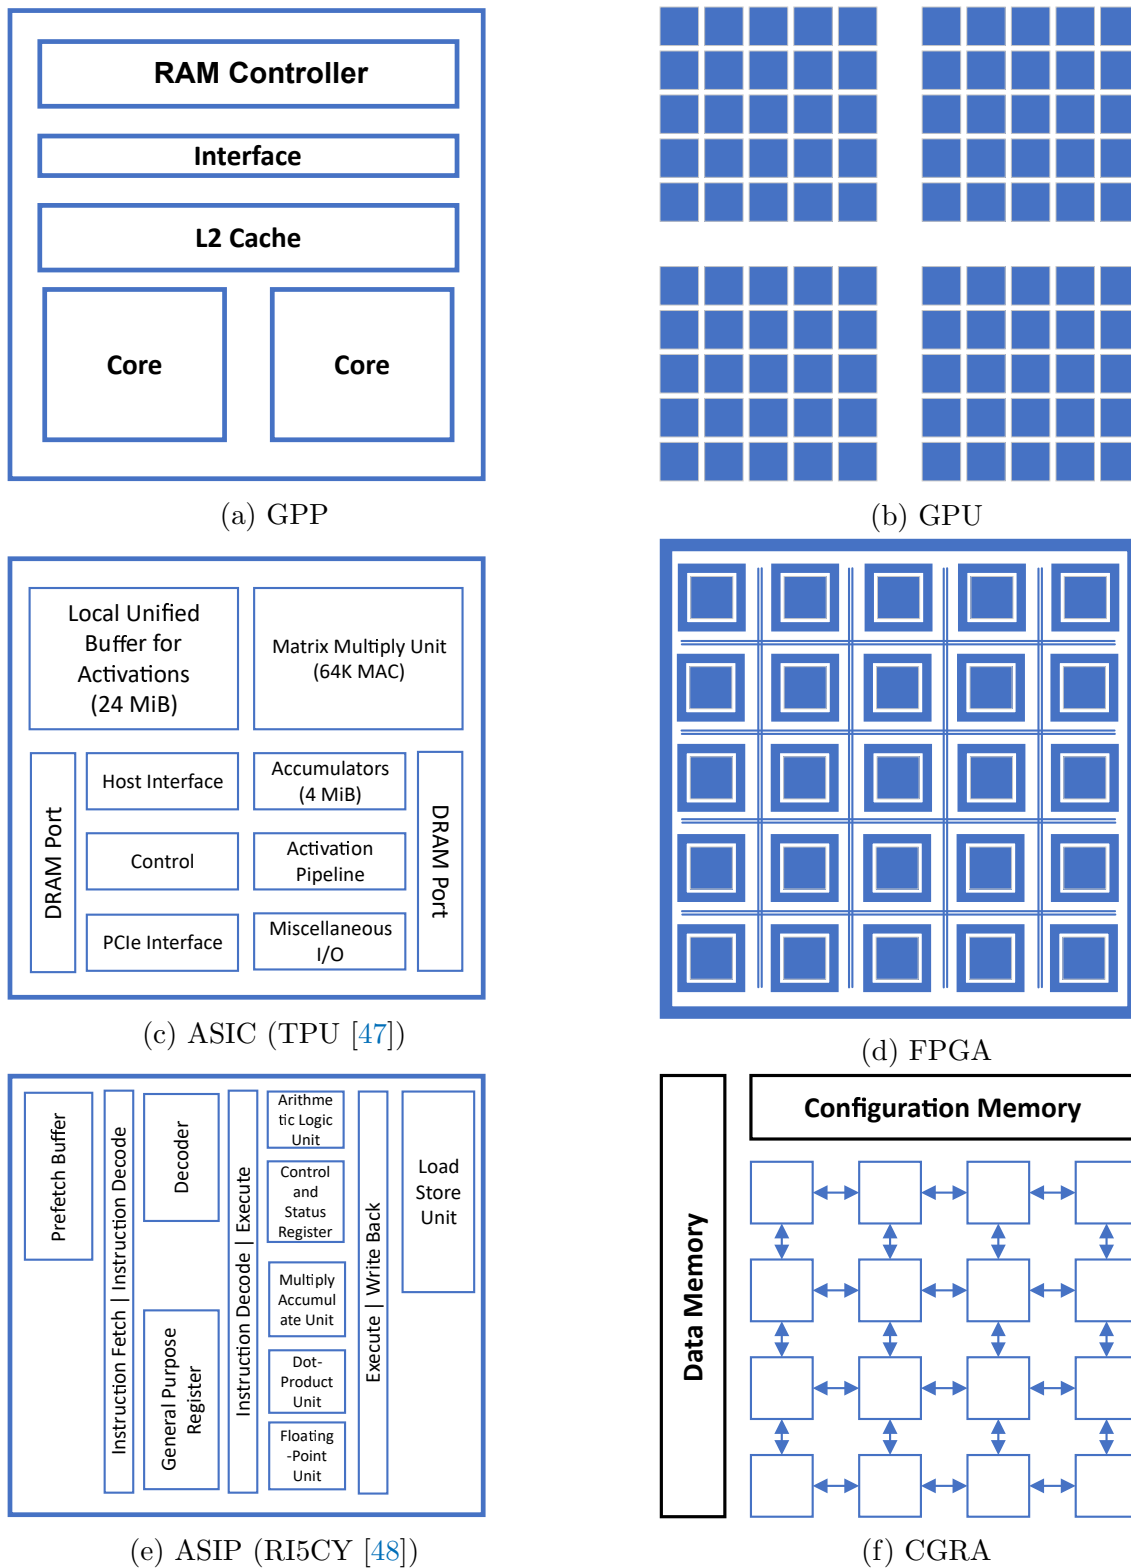 RAM Controller
Interface
L2 Cache
Core
Core
(a) GPP
(b) GPU
Local Unified
Buffer for
Activations
(24 MiB)
Matrix Multiply Unit
(64K MAC)
DRAM Port
Host Interface
Accumulators
(4 MiB)
DRAM Port
Control
Activation
Pipeline
PCIe Interface
Miscellaneous
I/O
(c) ASIC (TPU [47])
(d) FPGA
Prefetch Buffer
Instruction Fetch | Instruction Decode
Decoder
General Purpose
Register
Instruction Decode | Execute
Arithme
tic Logic
Unit
Control
and
Status
Register
Multiply
Accumul
ate Unit
Dot-
Product
Unit
Floating
-Point
Unit
Execute | Write Back
Load
Store
Unit
(e) ASIP (RI5CY [48])
Data Memory
Configuration Memory
(f) CGRA